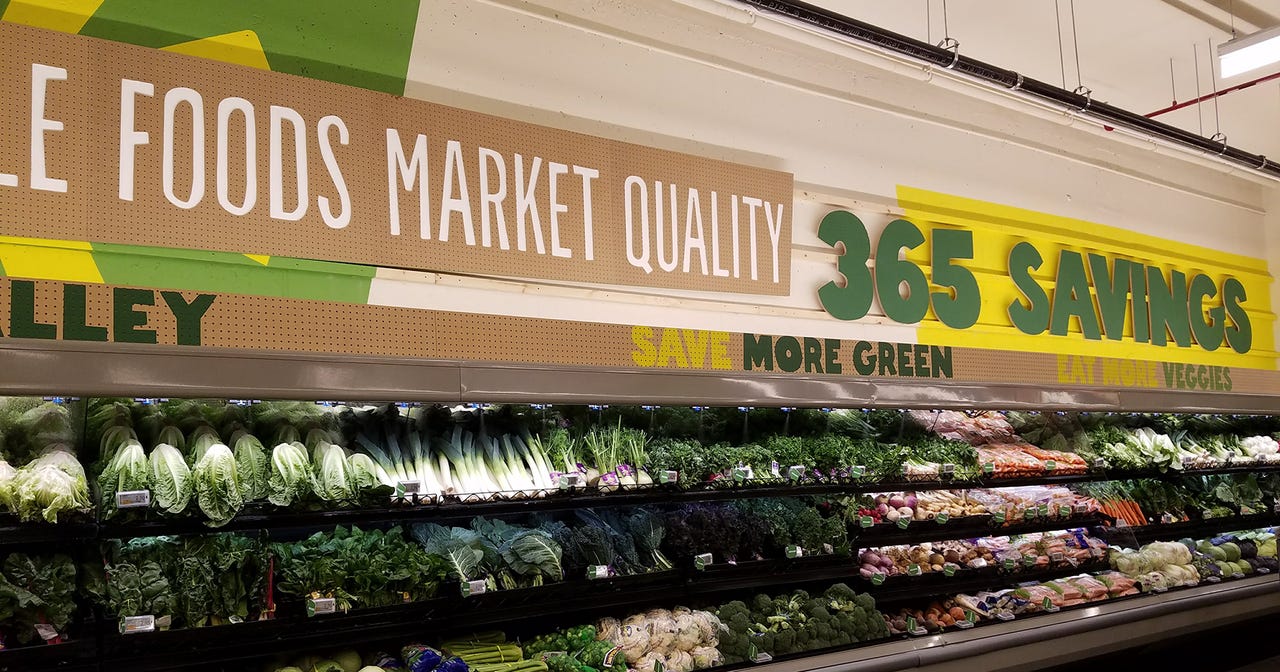 LE FOODS MARKET QUALITY
365 SAVINGS
ALLEY
SAVE MORE GREEN
EAT MORE VEGGIES